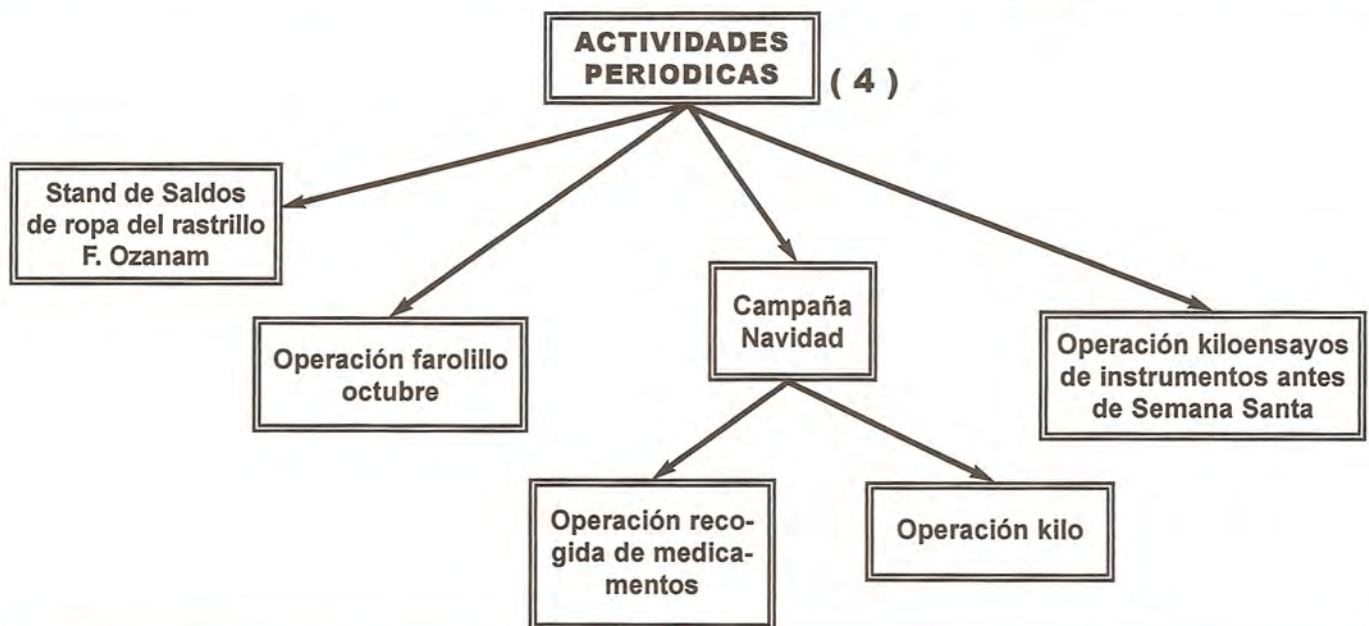 ACTIVIDADES
PERIODICAS
( 4 )
Stand de Saldos
de ropa del rastrillo
F. Ozanam
Operación farolillo
octubre
Campaña
Navidad
Operación kiloensayos
de instrumentos antes
de Semana Santa
Operación reco-
gida de medica-
mentos
Operación kilo